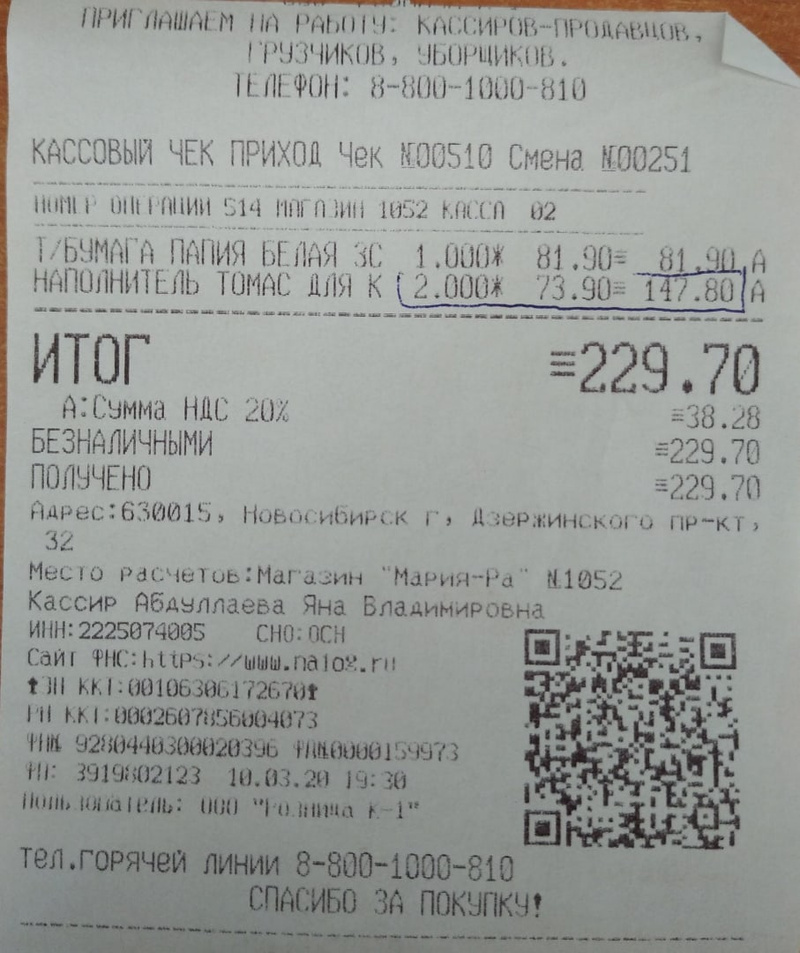 ПРИГЛАШАЕМ НА РАБОТУ: КАССИРОВ-ПРОДАВЦОВ,
ГРУЗЧИКОВ, УБОРЩИКОВ.
ТЕЛЕФОН: 8-800-1000-810
КАССОВЫЙ ЧЕК ПРИХОД Чек №00510 Смена №00251
НОМЕР ОПЕРАЦИИ 514 МАГАЗИН 1052 КАССА 02
Т/БУМАГА ПАПИЯ БЕЛАЯ 3С 1.000* 81.90= 81.90 А
НАПОЛНИТЕЛЬ ТОМАС ДЛЯ К 2.000* 73.90= 147.80 А
ИТОГ =229.70
А:Сумма НДС 20% =38.28
БЕЗНАЛИЧНЫМИ =229.70
ПОЛУЧЕНО =229.70
Адрес:630015, Новосибирск г, Дзержинского пр-кт,
32
Место расчетов:Магазин "Мария-Ра" №1052
Кассир Абдуллаева Яна Владимировна
ИНН:2225074005 СНО:ОСН
Сайт ФНС:https://www.nalog.ru
ЗН ККТ:00106306172670
РН ККТ:0002607856004073
ФН№ 9280440300020396 ФД№0000159973
ФП: 3919802123 10.03.20 19:30
Пользователь: ООО "Розница К-1"
тел.горячей линии 8-800-1000-810
СПАСИБО ЗА ПОКУПКУ!